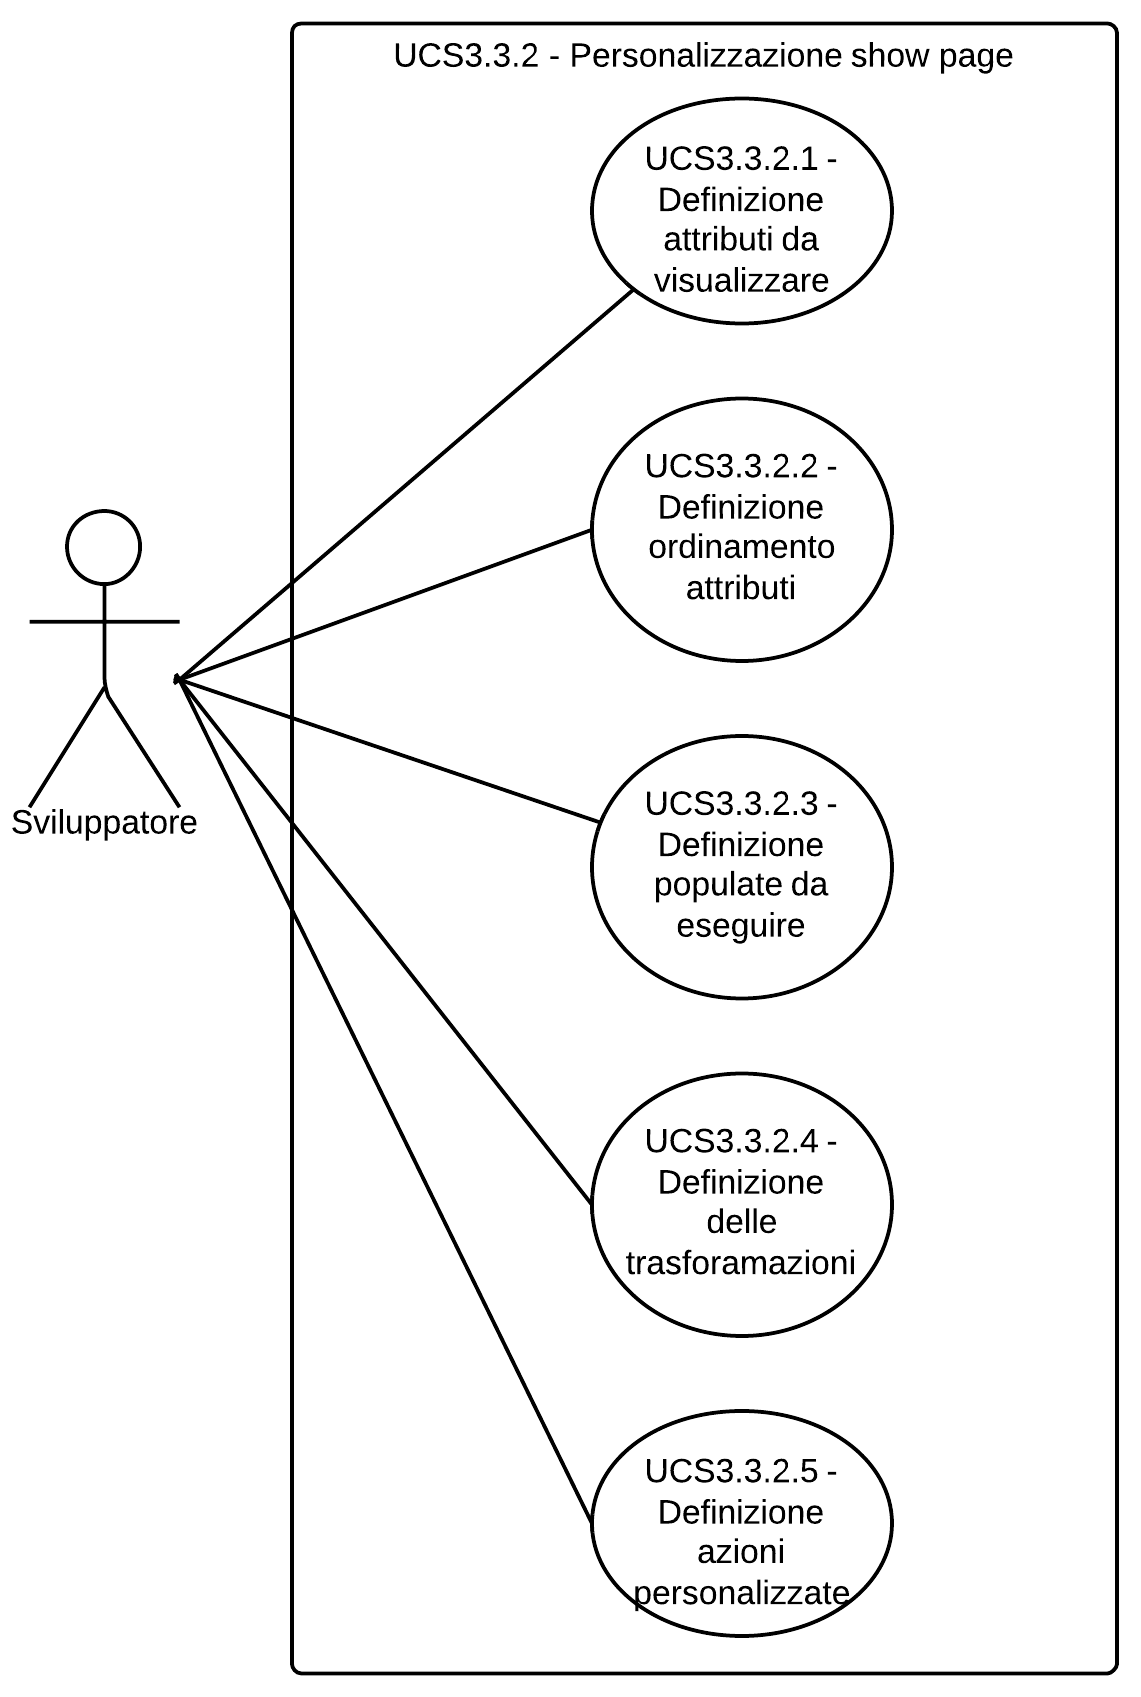 UCS3.3.2 - Personalizzazione show page
UCS3.3.2.1 -
Definizione
attributi da
visualizzare
UCS3.3.2.2 -
Definizione
ordinamento
attributi
Sviluppatore
UCS3.3.2.3 -
Definizione
populate da
eseguire
UCS3.3.2.4 -
Definizione
delle
trasforamazioni
UCS3.3.2.5 -
Definizione
azioni
personalizzate